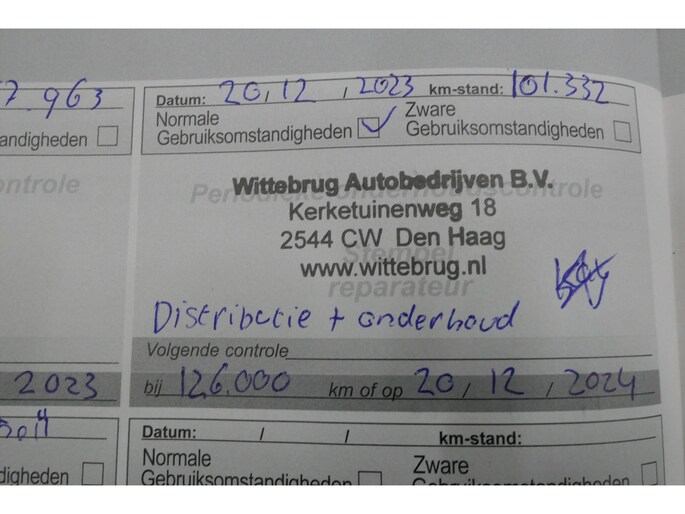 7.963
Datum: 20, 12, 2023 km-stand: 101.332
andigheden
Normale Gebruiksomstandigheden
Zware Gebruiksomstandigheden
ontrole
Periodieke onderhoudscontrole
Wittebrug Autobedrijven B.V.
Kerketuinenweg 18
2544 CW Den Haag
www.wittebrug.nl
Stempel
reparateur
Distributie + onderhoud
Volgende controle
2023
bij 126.000 km of op 20, 12, 2024
Datum: / / km-stand:
Normale
Gebruiksomstandigheden
Zware
Gebruiksomstandigheden
digheden